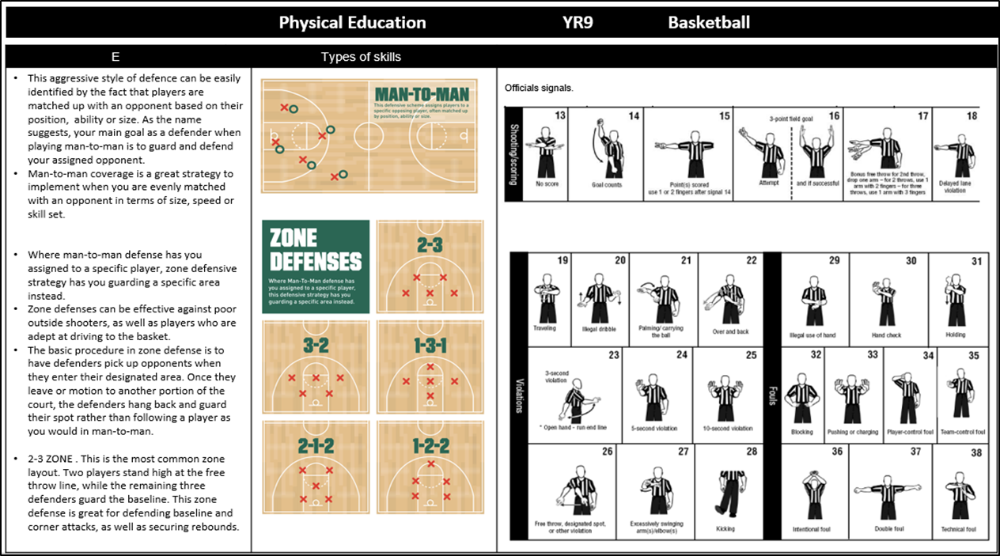 Physical Education YR9 Basketball
E
Types of skills
• This aggressive style of defence can be easily
identified by the fact that players are
matched up with an opponent based on their
position, ability or size. As the name
suggests, your main goal as a defender when
playing man-to-man is to guard and defend
your assigned opponent.
• Man-to-man coverage is a great strategy to
implement when you are evenly matched
with an opponent in terms of size, speed or
skill set.
• Where man-to-man defense has you
assigned to a specific player, zone defensive
strategy has you guarding a specific area
instead.
• Zone defenses can be effective against poor
outside shooters, as well as players who are
adept at driving to the basket.
• The basic procedure in zone defense is to
have defenders pick up opponents when
they enter their designated area. Once they
leave or motion to another portion of the
court, the defenders hang back and guard
their spot rather than following a player as
you would in man-to-man.
• 2-3 ZONE . This is the most common zone
layout. Two players stand high at the free
throw line, while the remaining three
defenders guard the baseline. This zone
defense is great for defending baseline and
corner attacks, as well as securing rebounds.
MAN-TO-MAN
This defensive scheme assigns players to a
specific opposing player, often matched up
by position, ability or size.
ZONE
DEFENSES
Where Man-To-Man defense has
you assigned to a specific player,
this defensive strategy has you
guarding a specific area instead.
2-3
3-2
1-3-1
2-1-2
1-2-2
Officials signals.
Shooting/scoring
13
No score
14
Goal counts
15
Point(s) scored
use 1 or 2 fingers after signal 14
3-point field goal
16
Attempt
and if successful
17
Bonus free throw for 2nd throw,
drop one arm – for 2 throws, use 1
arm with 2 fingers – for three
throws, use 1 arm with 3 fingers
18
Delayed lane
violation
Violations
19
Traveling
20
Illegal dribble
21
Palming/ carrying
the ball
22
Over and back
23
3-second
violation
* Open hand - run end line
24
5-second violation
25
10-second violation
26
Free throw, designated spot,
or other violation
27
Excessively swinging
arm(s)/elbow(s)
28
Kicking
Fouls
29
Illegal use of hand
30
Hand check
31
Holding
32
Blocking
33
Pushing or charging
34
Player-control foul
35
Team-control foul
36
Intentional foul
37
Double foul
38
Technical foul